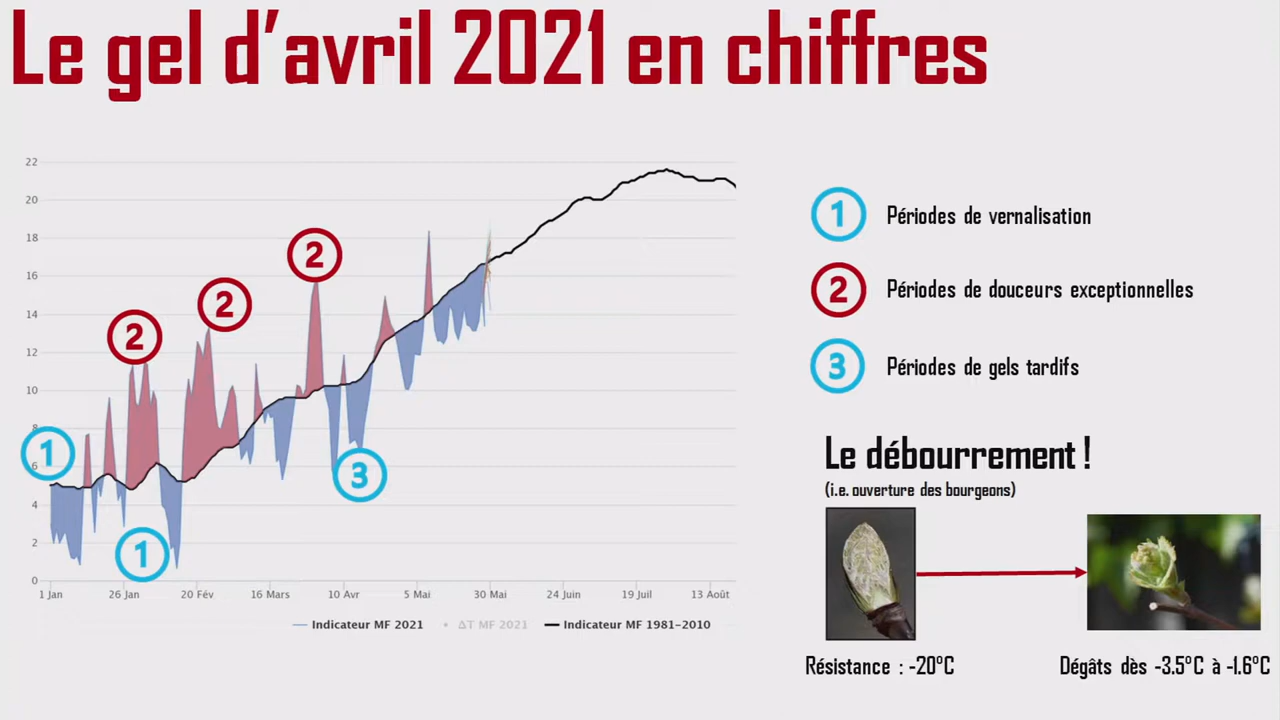 Le gel d'avril 2021 en chiffres
22
20
18
16
14
12
10
8
6
4
2
0
1 Jan
26 Jan
20 Fév
16 Mars
10 Avr
5 Mai
30 Mai
24 Juin
19 Juil
13 Août
1
1
2
2
2
3
Indicateur MF 2021
ΔT MF 2021
Indicateur MF 1981-2010
1 Périodes de vernalisation
2 Périodes de douceurs exceptionnelles
3 Périodes de gels tardifs
Le débourrement !
(i.e. ouverture des bourgeons)
Résistance : -20°C
Dégâts dès -3.5°C à -1.6°C